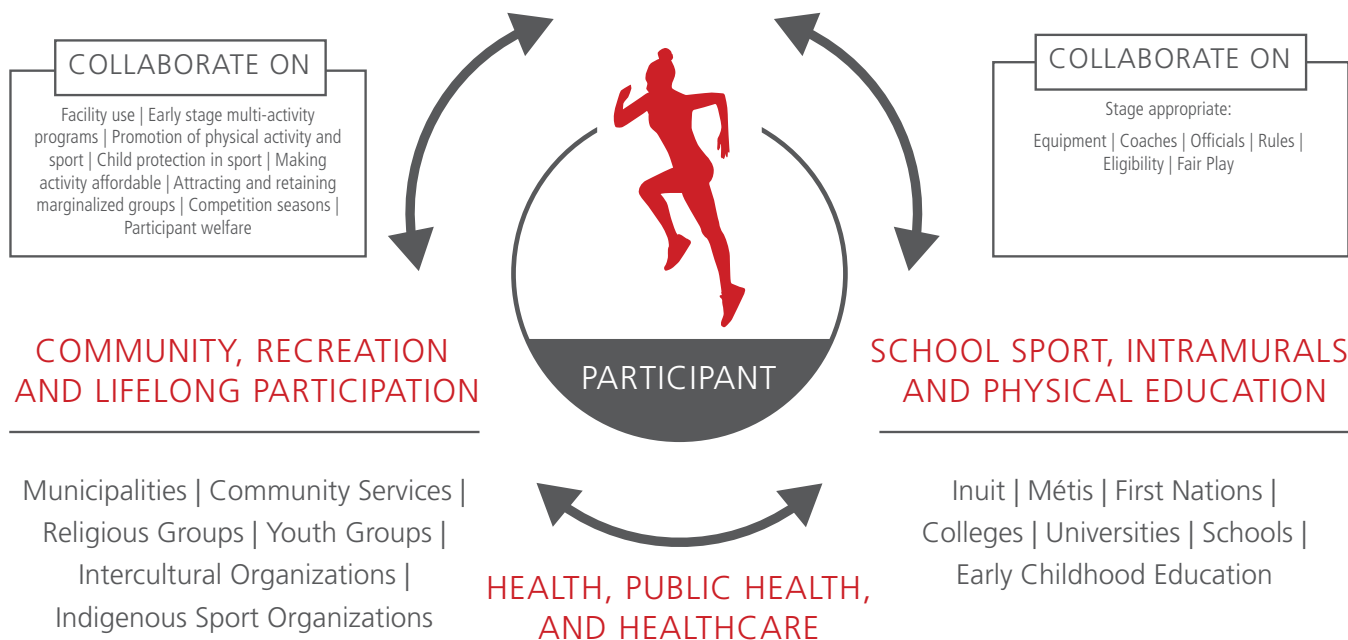 COLLABORATE ON
Facility use | Early stage multi-activity
programs | Promotion of physical activity and
sport | Child protection in sport | Making
activity affordable | Attracting and retaining
marginalized groups | Competition seasons |
Participant welfare
COLLABORATE ON
Stage appropriate:
Equipment | Coaches | Officials | Rules |
Eligibility | Fair Play
PARTICIPANT
COMMUNITY, RECREATION
AND LIFELONG PARTICIPATION
Municipalities | Community Services |
Religious Groups | Youth Groups |
Intercultural Organizations |
Indigenous Sport Organizations
SCHOOL SPORT, INTRAMURALS
AND PHYSICAL EDUCATION
Inuit | Métis | First Nations |
Colleges | Universities | Schools |
Early Childhood Education
HEALTH, PUBLIC HEALTH,
AND HEALTHCARE